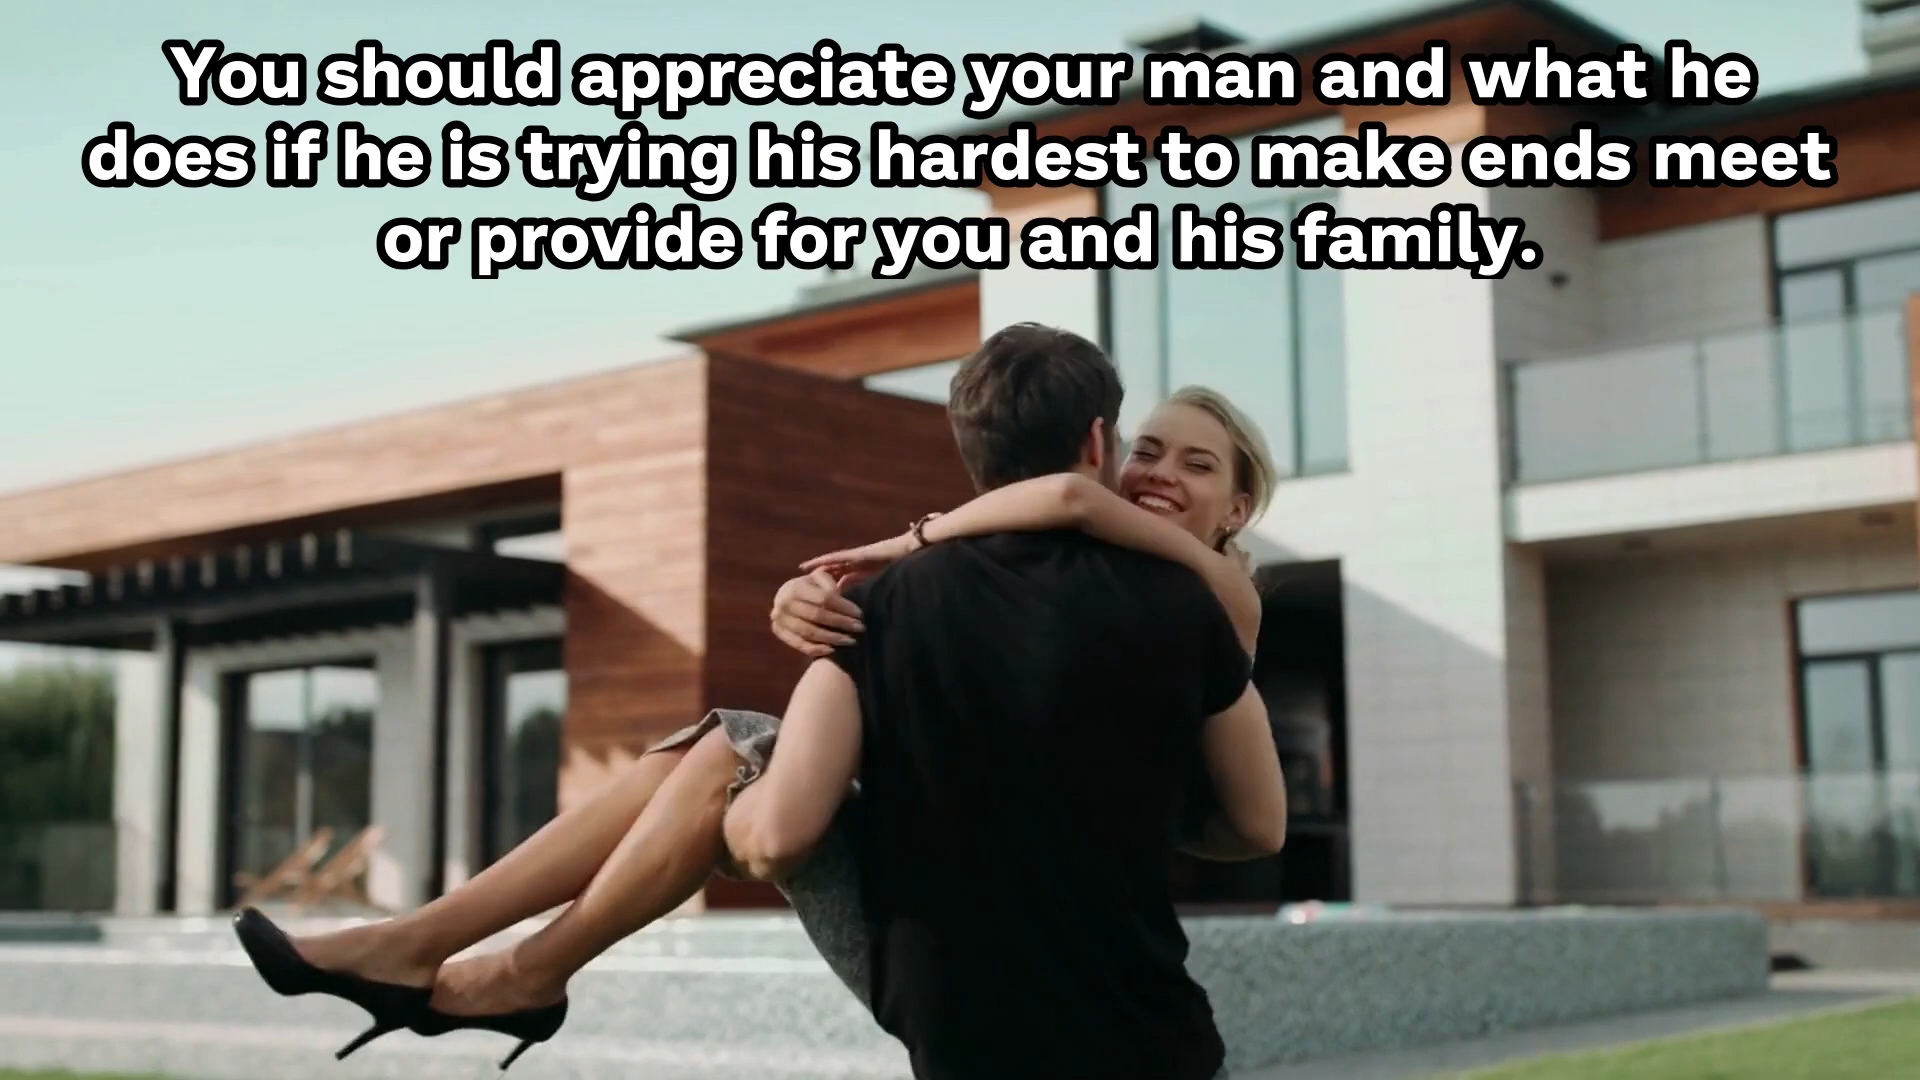 You should appreciate your man and what he
does if he is trying his hardest to make ends meet
or provide for you and his family.